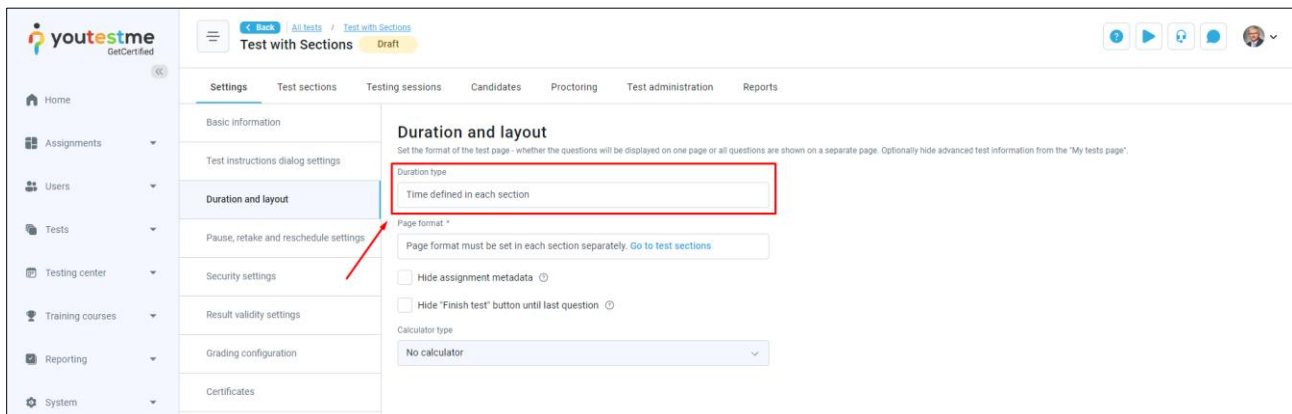 youtestme
GetCertified
Home
Assignments
Users
Tests
Testing center
Training courses
Reporting
System
Back All tests / Test with Sections
Test with Sections Draft
Settings Test sections Testing sessions Candidates Proctoring Test administration Reports
Basic information
Test instructions dialog settings
Duration and layout
Pause, retake and reschedule settings
Security settings
Result validity settings
Grading configuration
Certificates
Duration and layout
Set the format of the test page - whether the questions will be displayed on one page or all questions are shown on a separate page. Optionally hide advanced test information from the "My tests page".
Duration type
Time defined in each section
Page format *
Page format must be set in each section separately. Go to test sections
Hide assignment metadata
Hide "Finish test" button until last question
Calculator type
No calculator